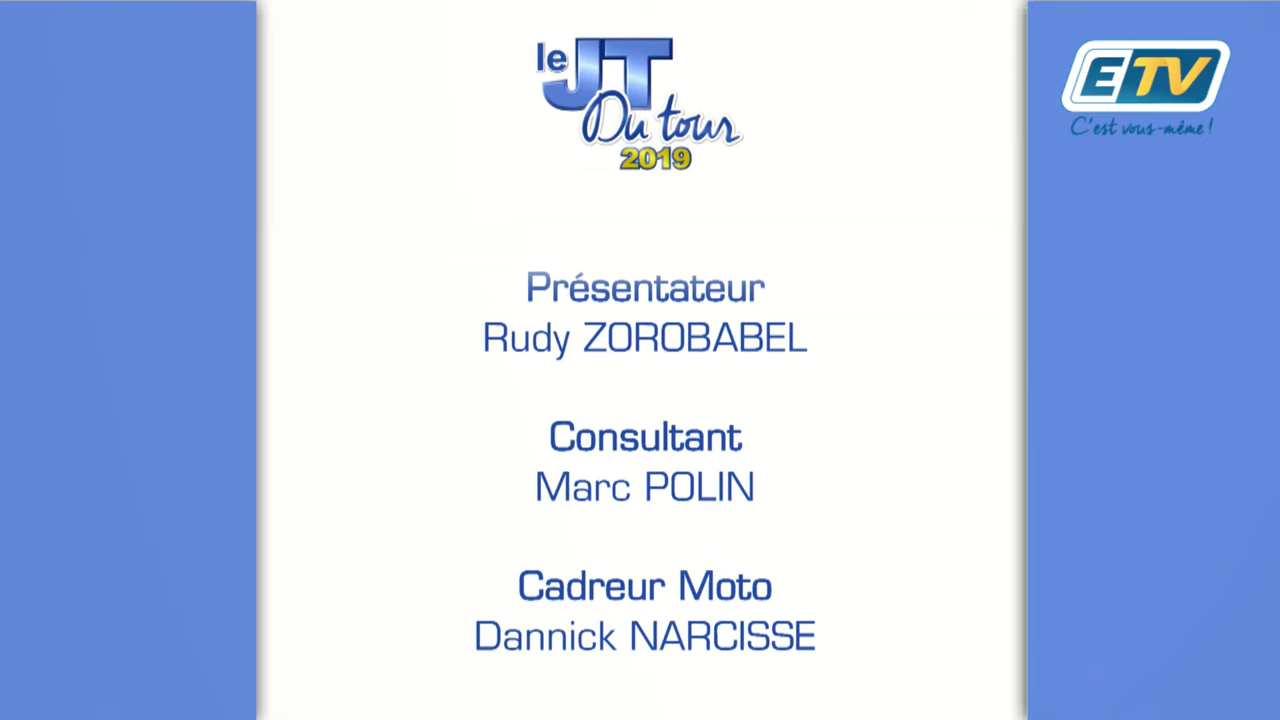 le JT
Du tour
2019
ETV
C'est vous-même !
Présentateur
Rudy ZOROBABEL
Consultant
Marc POLIN
Cadreur Moto
Dannick NARCISSE